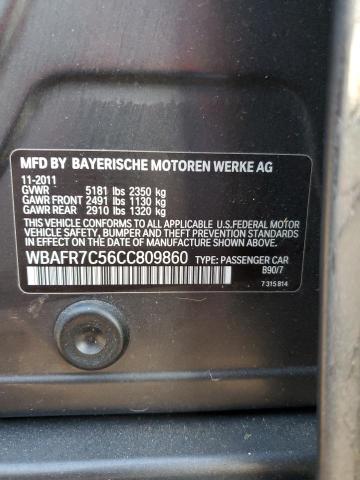 MFD BY BAYERISCHE MOTOREN WERKE AG
11-2011
GVWR 5181 lbs 2350 kg
GAWR FRONT 2491 lbs 1130 kg
GAWR REAR 2910 lbs 1320 kg
THIS VEHICLE CONFORMS TO ALL APPLICABLE U.S.FEDERAL MOTOR
VEHICLE SAFETY, BUMPER, AND THEFT PREVENTION
STANDARDS IN EFFECT ON THE DATE OF MANUFACTURE SHOWN ABOVE.
WBAFR7C56CC809860 TYPE: PASSENGER CAR
B90/7
7 315 814